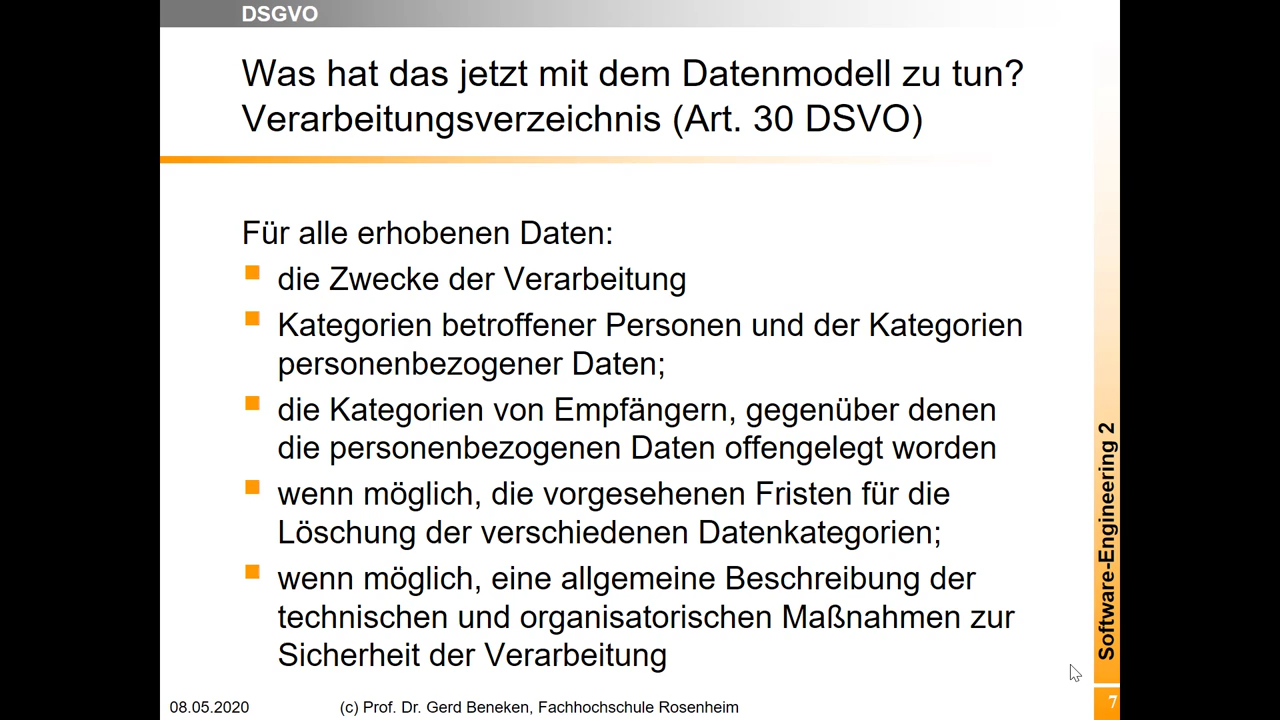 DSGVO
Was hat das jetzt mit dem Datenmodell zu tun?
Verarbeitungsverzeichnis (Art. 30 DSVO)
Für alle erhobenen Daten:
die Zwecke der Verarbeitung
Kategorien betroffener Personen und der Kategorien
personenbezogener Daten;
die Kategorien von Empfängern, gegenüber denen
die personenbezogenen Daten offengelegt worden
wenn möglich, die vorgesehenen Fristen für die
Löschung der verschiedenen Datenkategorien;
wenn möglich, eine allgemeine Beschreibung der
technischen und organisatorischen Maßnahmen zur
Sicherheit der Verarbeitung
Software-Engineering 2
08.05.2020
(c) Prof. Dr. Gerd Beneken, Fachhochschule Rosenheim
7